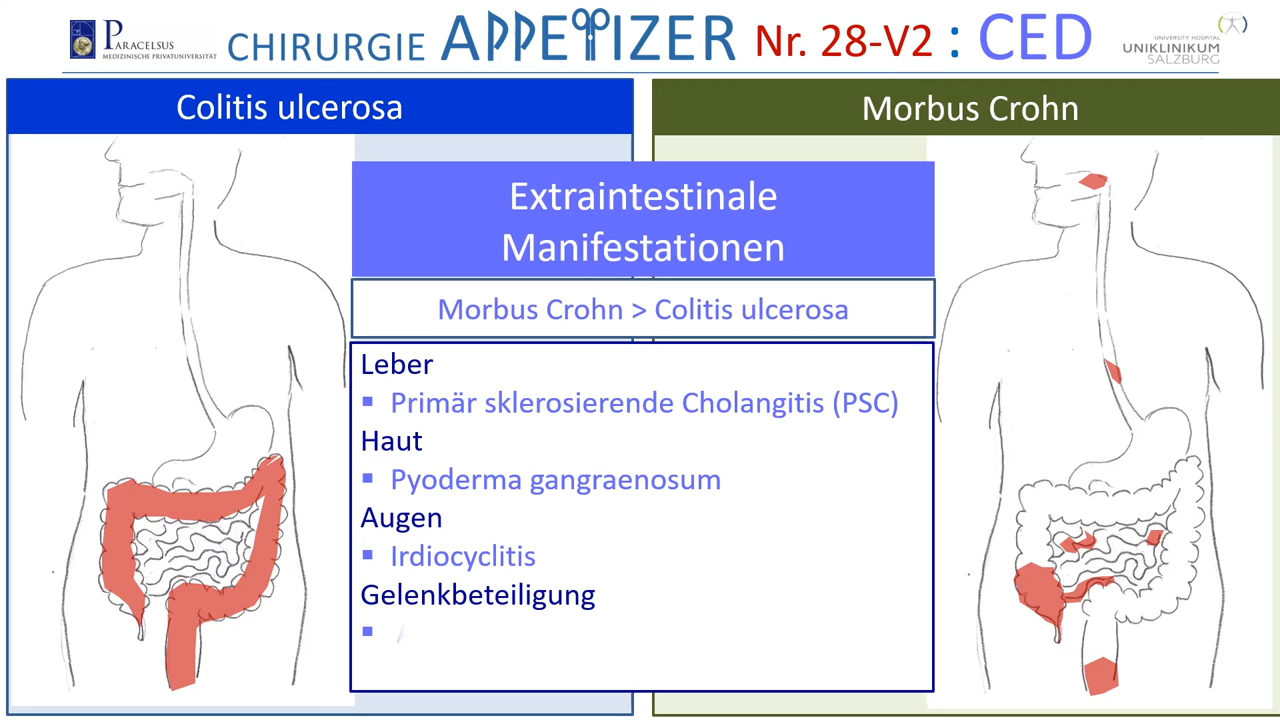 PARACELSUS
MEDIZINISCHE PRIVATUNIVERSITÄT
CHIRURGIE APPETIZER Nr. 28-V2 : CED
UNIVERSITY HOSPITAL
UNIKLINIKUM
SALZBURG
Colitis ulcerosa
Morbus Crohn
Extraintestinale
Manifestationen
Morbus Crohn > Colitis ulcerosa
Leber
▪ Primär sklerosierende Cholangitis (PSC)
Haut
▪ Pyoderma gangraenosum
Augen
▪ Irdiocyclitis
Gelenkbeteiligung
▪